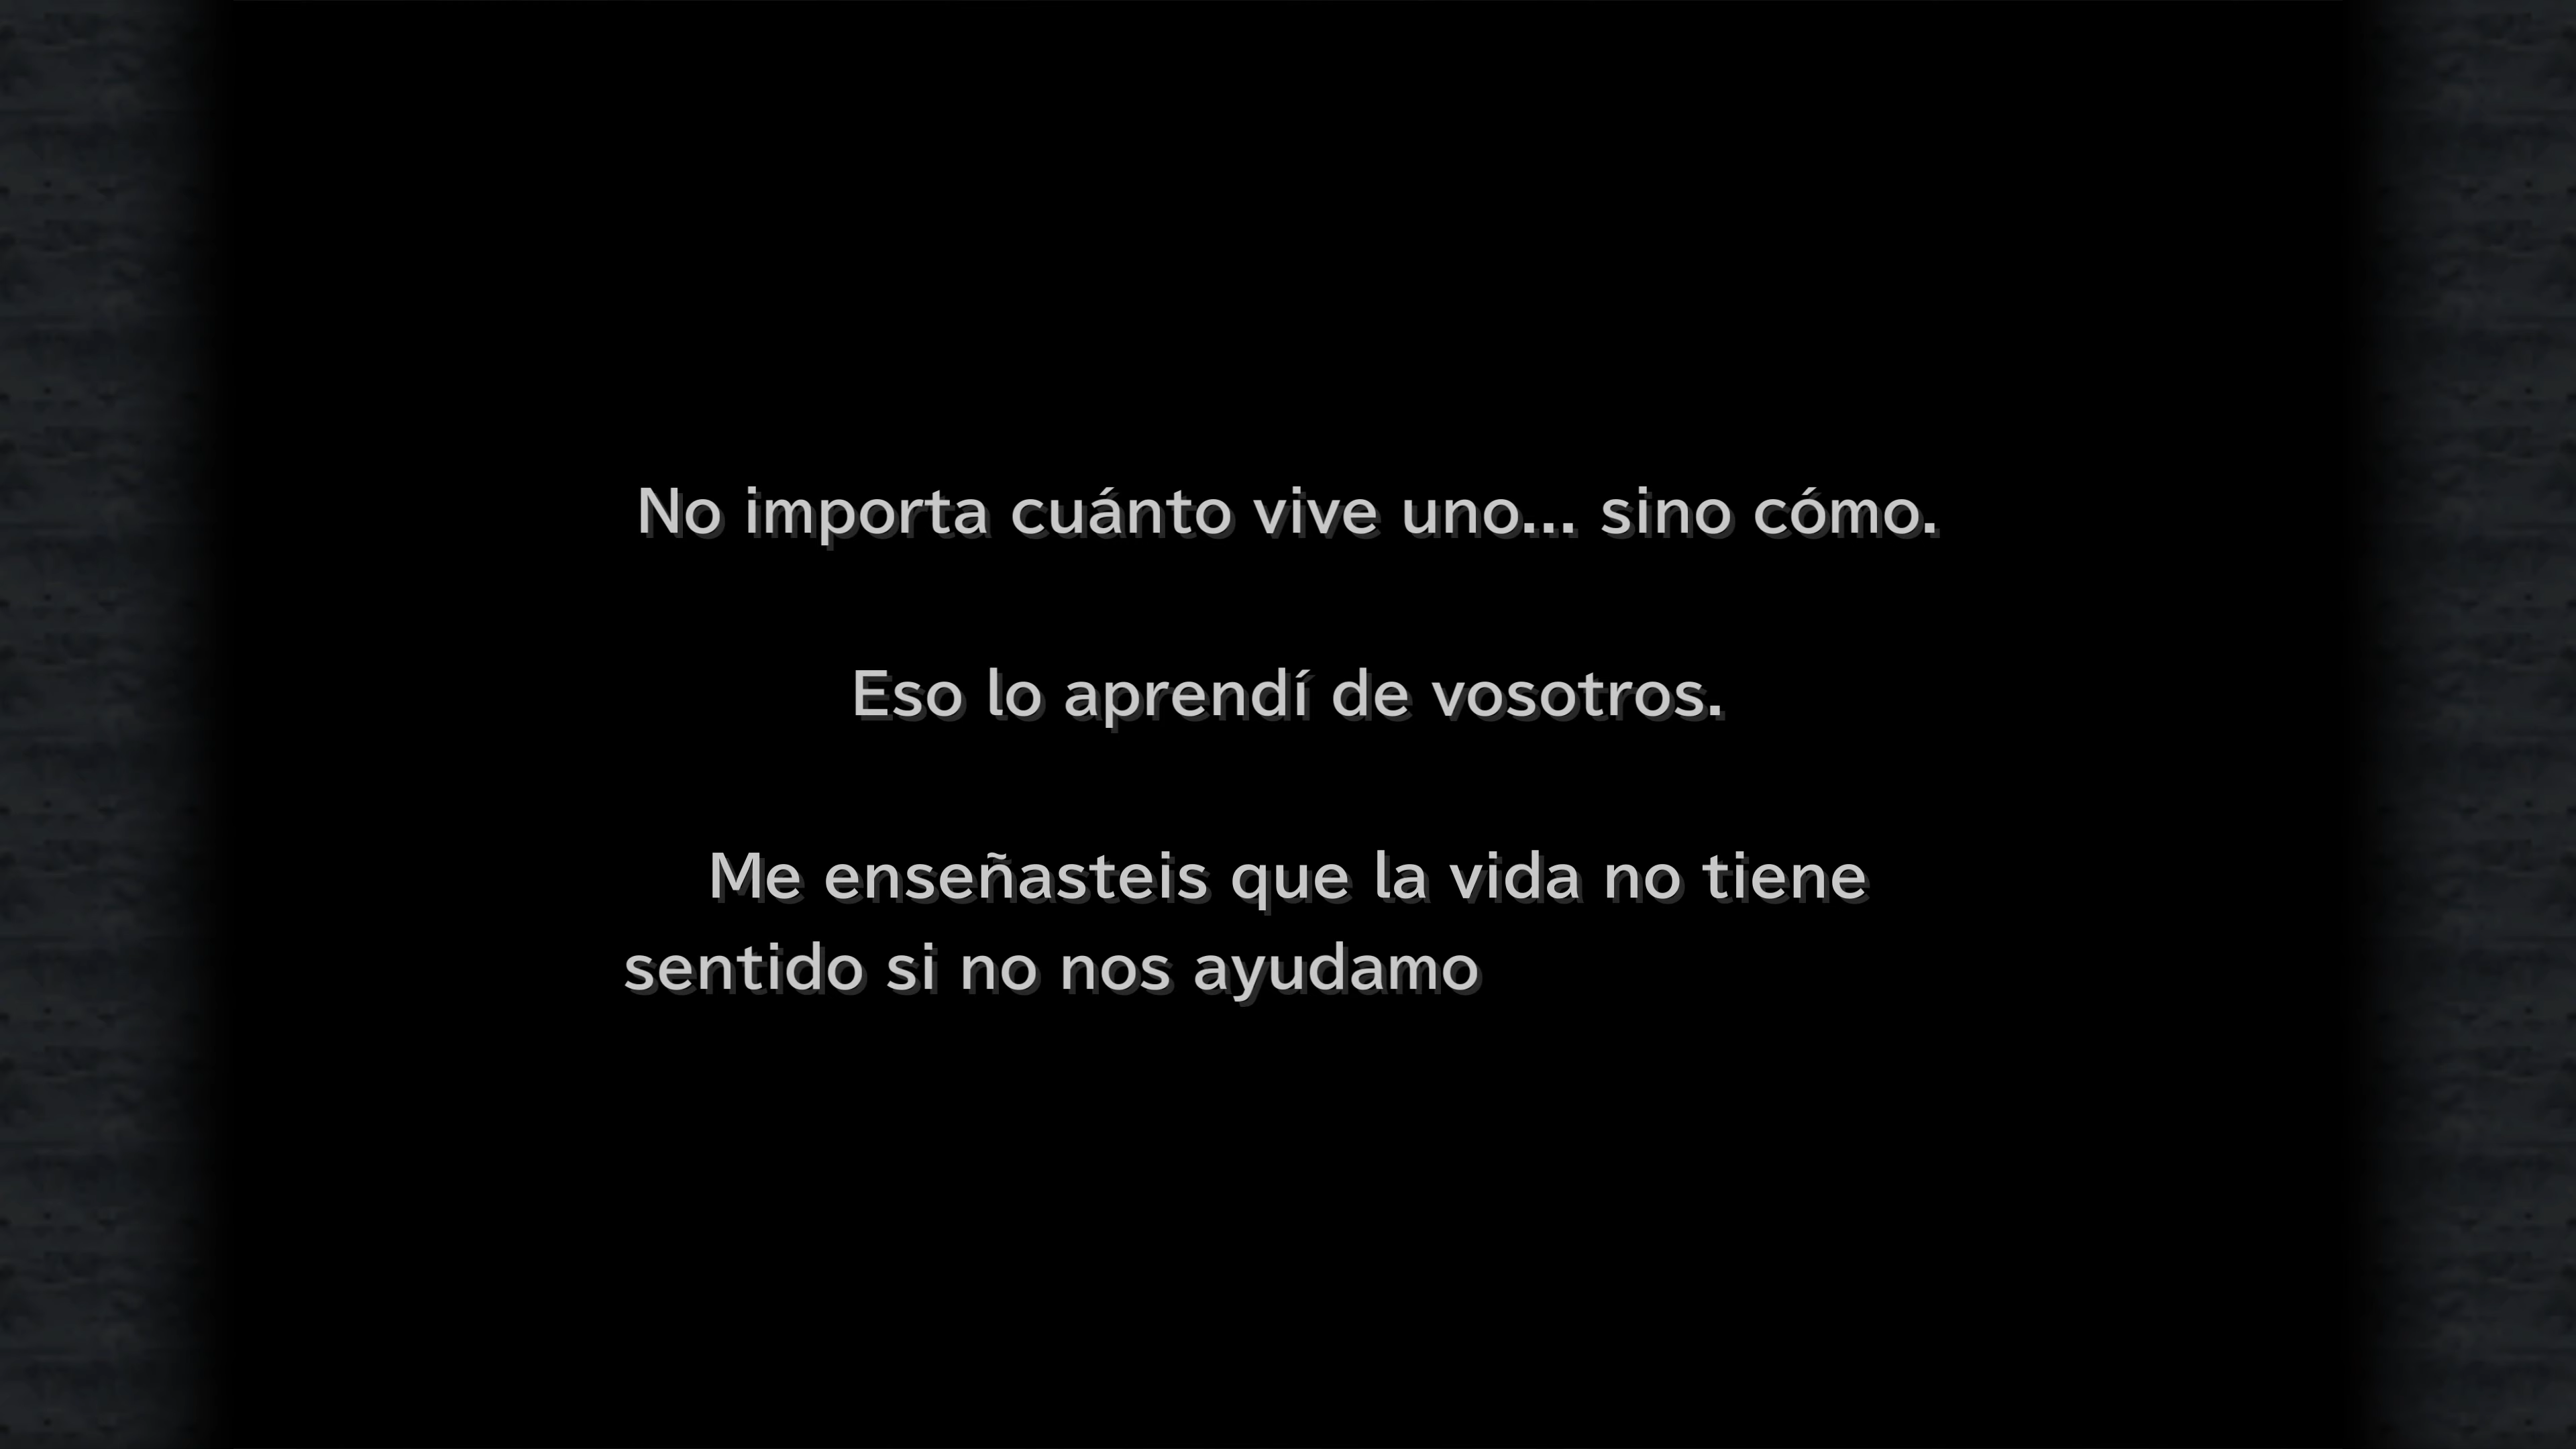 No importa cuánto vive uno... sino cómo.
Eso lo aprendí de vosotros.
Me enseñasteis que la vida no tiene
sentido si no nos ayudamo